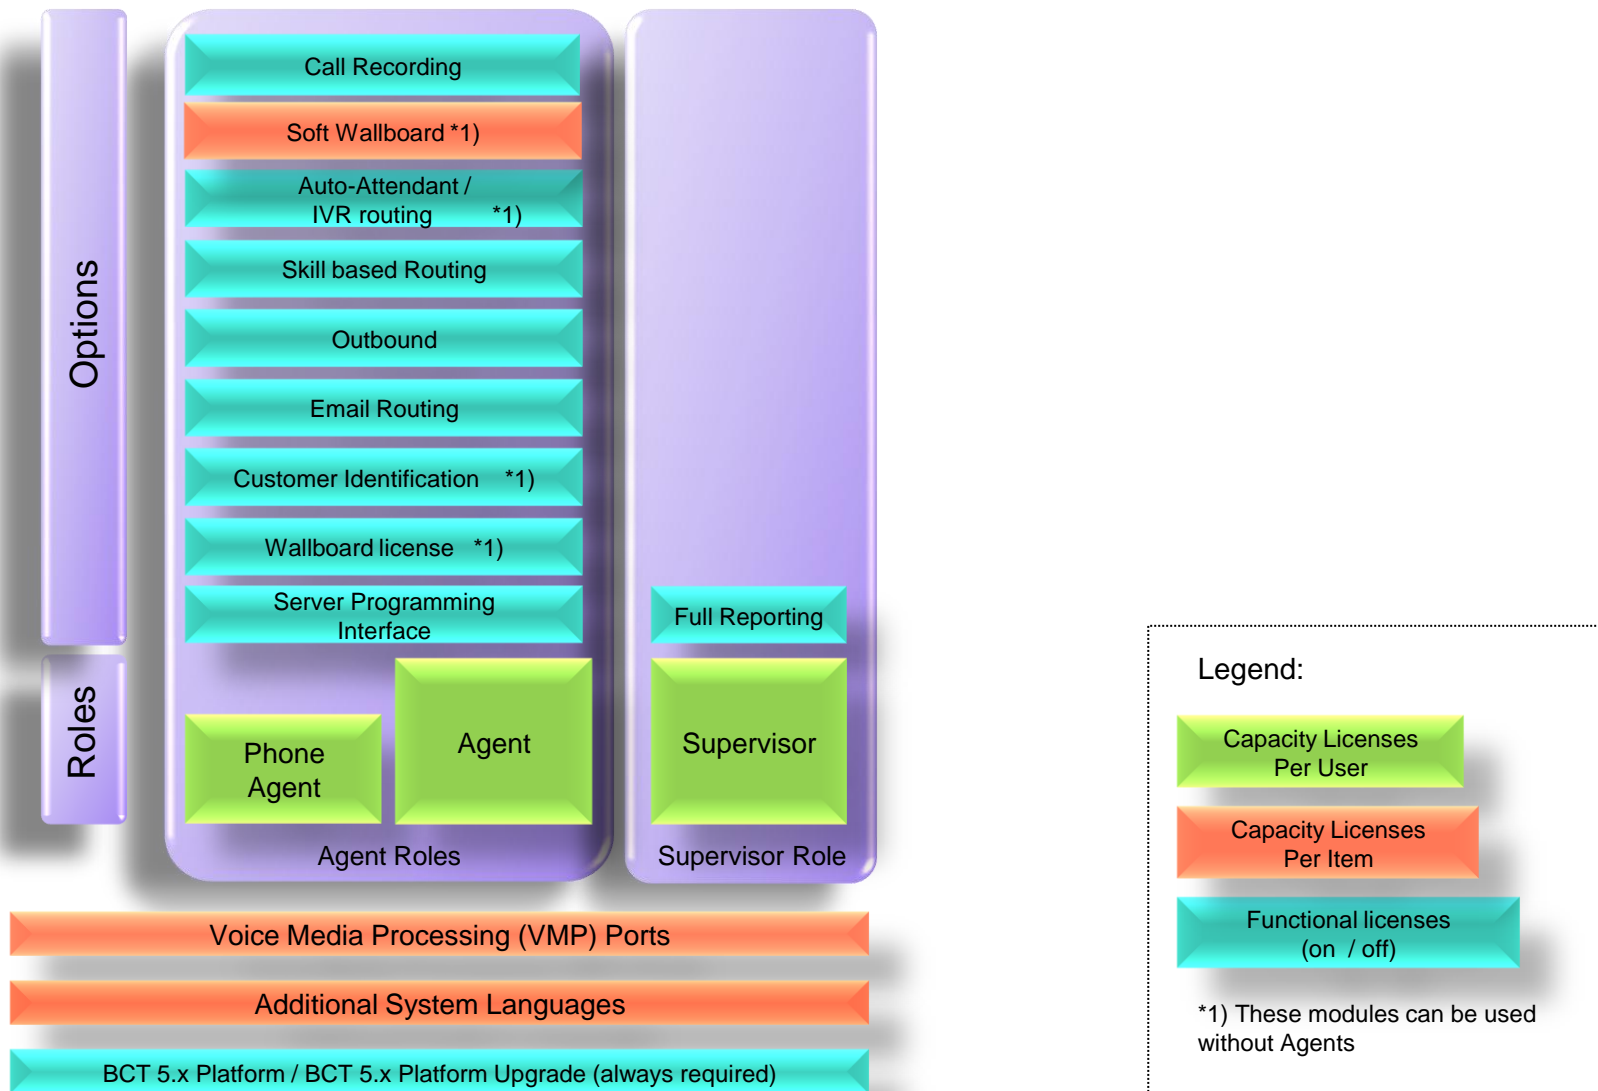 Options
Call Recording
Soft Wallboard *1)
Auto-Attendant /
IVR routing *1)
Skill based Routing
Outbound
Email Routing
Customer Identification *1)
Wallboard license *1)
Server Programming
Interface
Full Reporting
Roles
Phone
Agent
Agent
Supervisor
Agent Roles
Supervisor Role
Voice Media Processing (VMP) Ports
Additional System Languages
BCT 5.x Platform / BCT 5.x Platform Upgrade (always required)
Legend:
Capacity Licenses
Per User
Capacity Licenses
Per Item
Functional licenses
(on / off)
*1) These modules can be used
without Agents